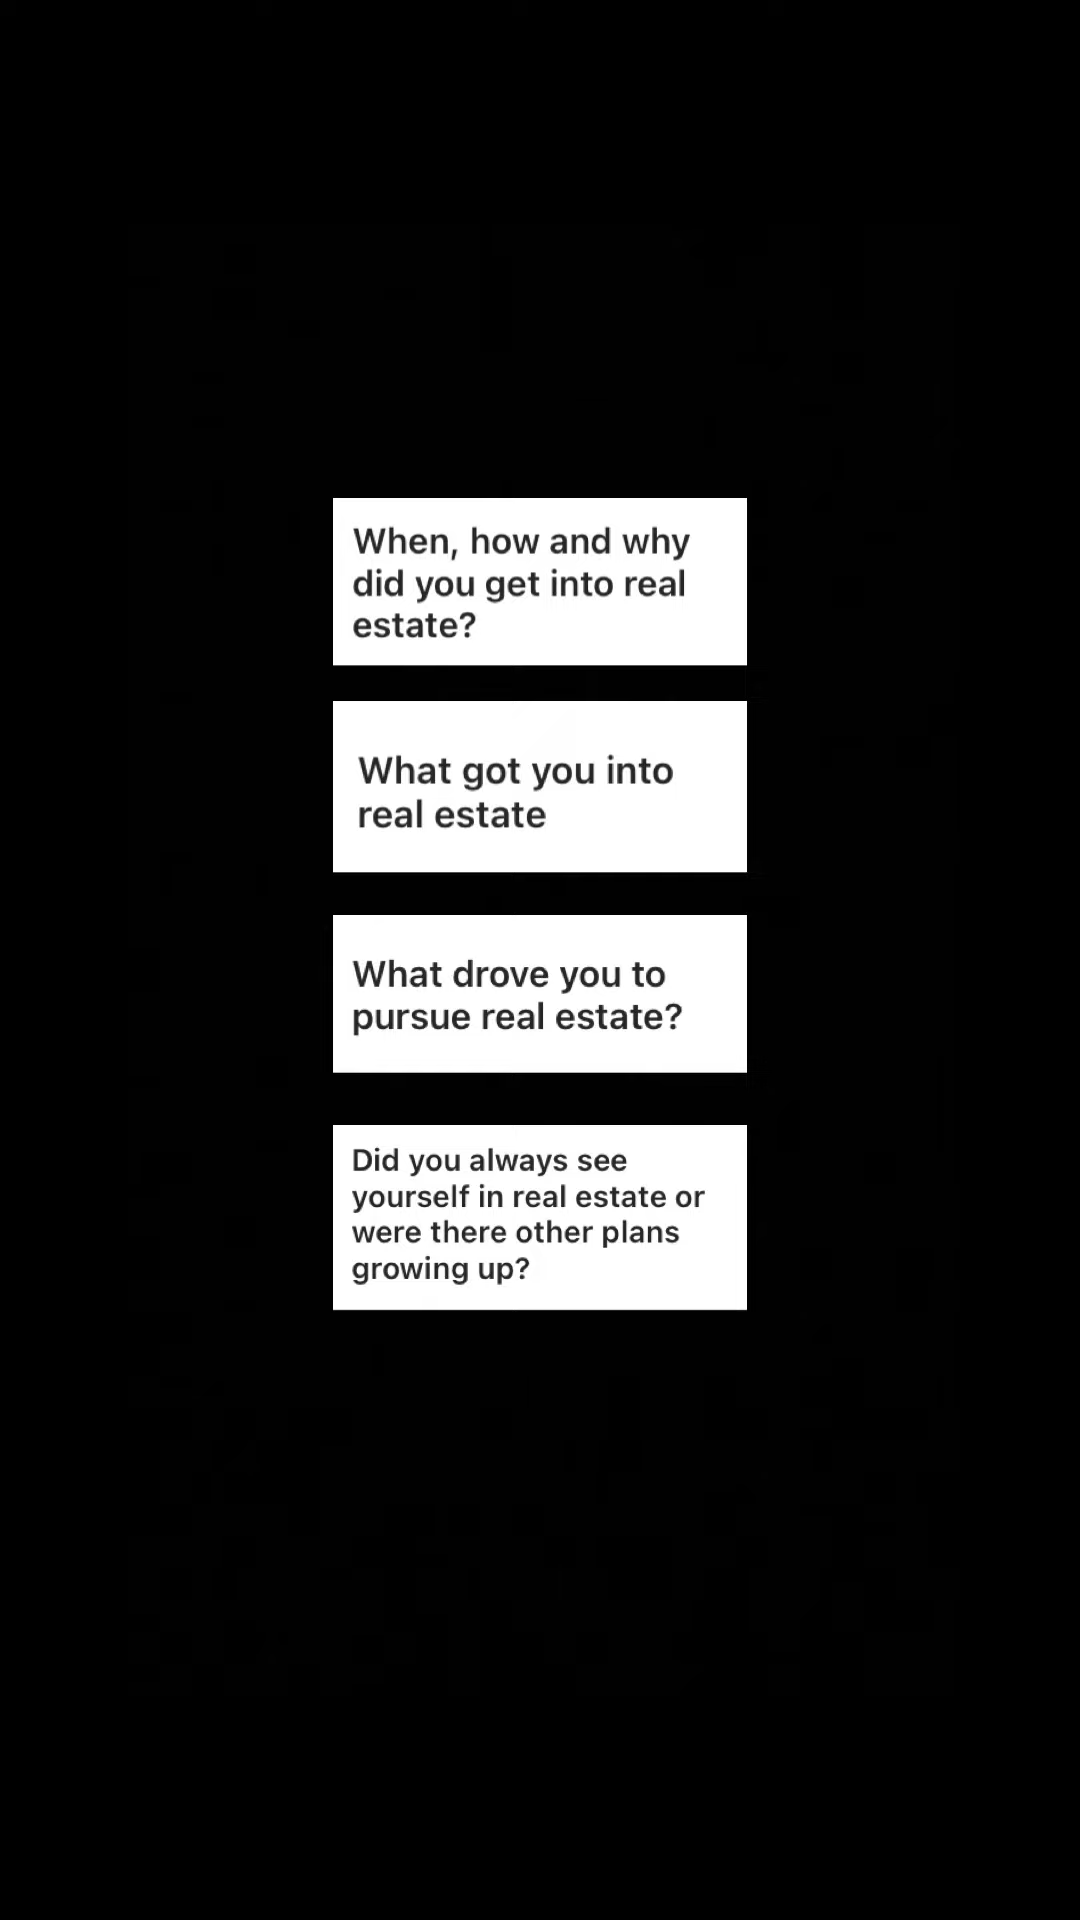 When, how and why
did you get into real
estate?
What got you into
real estate
What drove you to
pursue real estate?
Did you always see
yourself in real estate or
were there other plans
growing up?